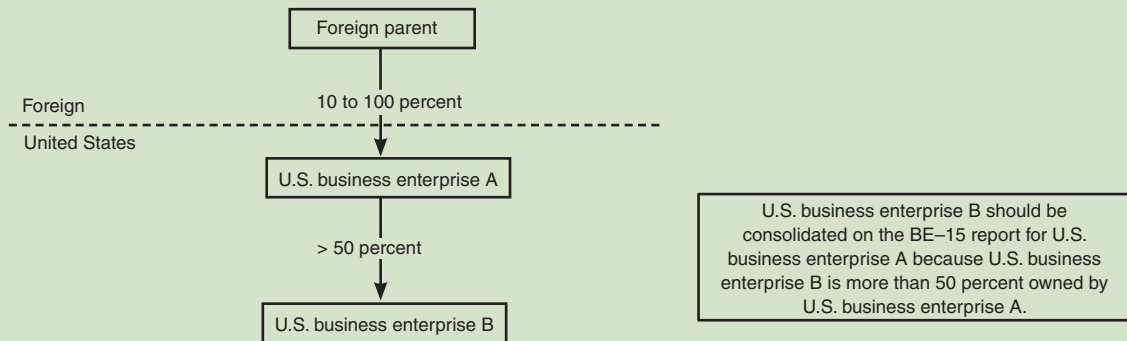 Foreign parent
10 to 100 percent
Foreign
United States
U.S. business enterprise A
> 50 percent
U.S. business enterprise B
U.S. business enterprise B should be
consolidated on the BE–15 report for U.S.
business enterprise A because U.S. business
enterprise B is more than 50 percent owned by
U.S. business enterprise A.